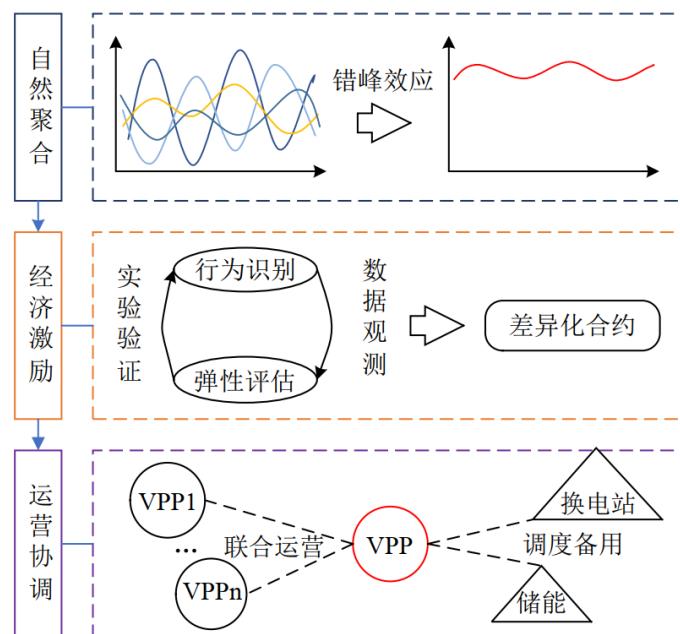 自然聚合
错峰效应
经济激励
实验验证
行为识别
弹性评估
数据观测
差异化合约
运营协调
VPP1
...
VPPn
联合运营
VPP
换电站
调度备用
储能